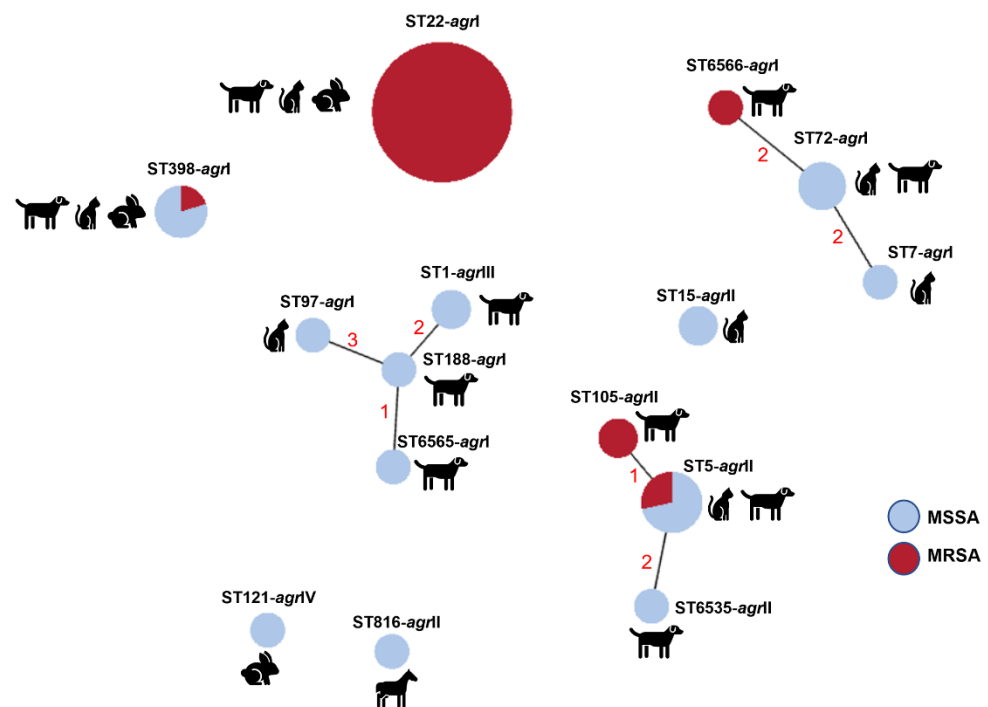 ST22-agrI
ST6566-agrI
2
ST72-agrI
ST398-agrI
2
ST7-agrI
ST1-agrIII
ST97-agrI
2
3
ST15-agrII
ST188-agrI
1
ST105-agrII
ST6565-agrI
ST5-agrII
1
MSSA
MRSA
2
ST121-agrIV
ST816-agrII
ST6535-agrII